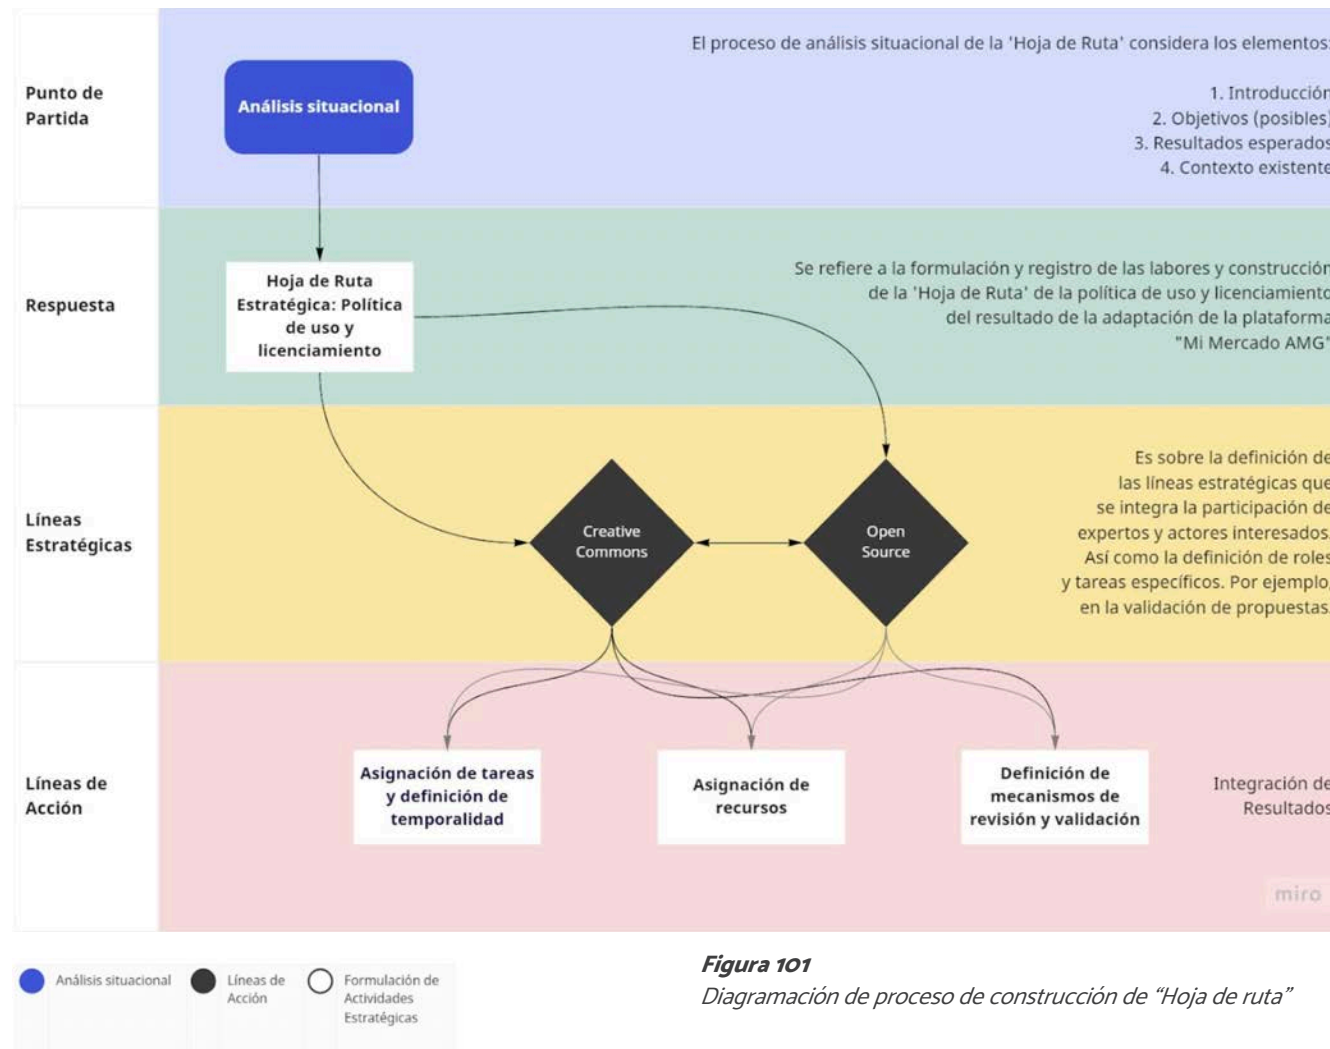 Punto de
Partida
Análisis situacional
El proceso de análisis situacional de la 'Hoja de Ruta' considera los elementos:
1. Introducción
2. Objetivos (posibles)
3. Resultados esperados
4. Contexto existente
Respuesta
Hoja de Ruta
Estratégica: Política
de uso y
licenciamiento
Se refiere a la formulación y registro de las labores y construcción
de la 'Hoja de Ruta' de la política de uso y licenciamiento
del resultado de la adaptación de la plataforma
"Mi Mercado AMG"
Líneas
Estratégicas
Creative
Commons
Open
Source
Es sobre la definición de
las líneas estratégicas que
se integra la participación de
expertos y actores interesados.
Así como la definición de roles
y tareas específicos. Por ejemplo,
en la validación de propuestas.
Líneas de
Acción
Asignación de tareas
y definición de
temporalidad
Asignación de
recursos
Definición de
mecanismos de
revisión y validación
Integración de
Resultados
miro
Análisis situacional
Líneas de
Acción
Formulación de
Actividades
Estratégicas
Figura 101
Diagramación de proceso de construcción de “Hoja de ruta”